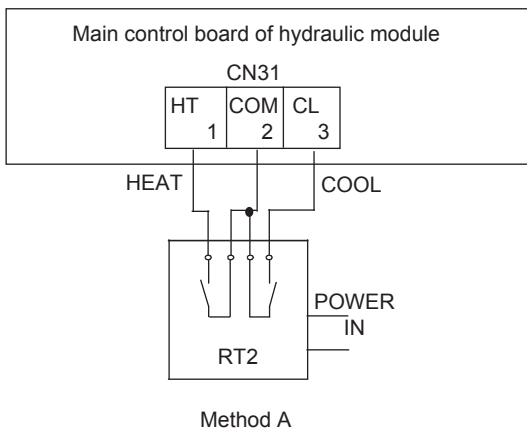 Main control board of hydraulic module
CN31
HT COM CL
1 2 3
HEAT COOL
POWER
IN
RT2
Method A